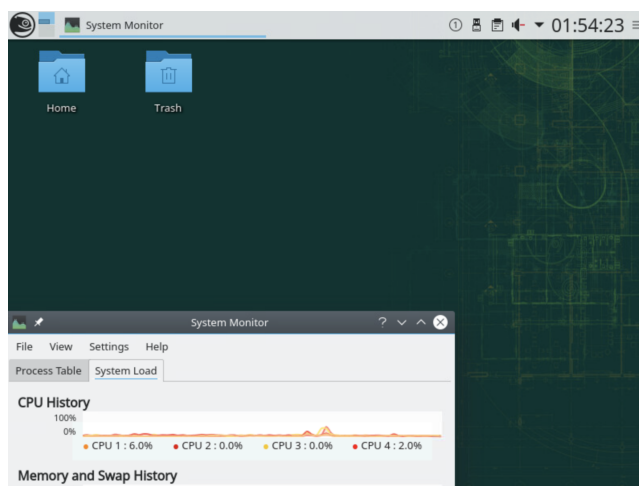 System Monitor
① 01:54:23
Home Trash
System Monitor ?
File View Settings Help
Process Table System Load
CPU History
100%
0%
CPU 1 : 6.0% CPU 2 : 0.0% CPU 3 : 0.0% CPU 4 : 2.0%
Memory and Swap History